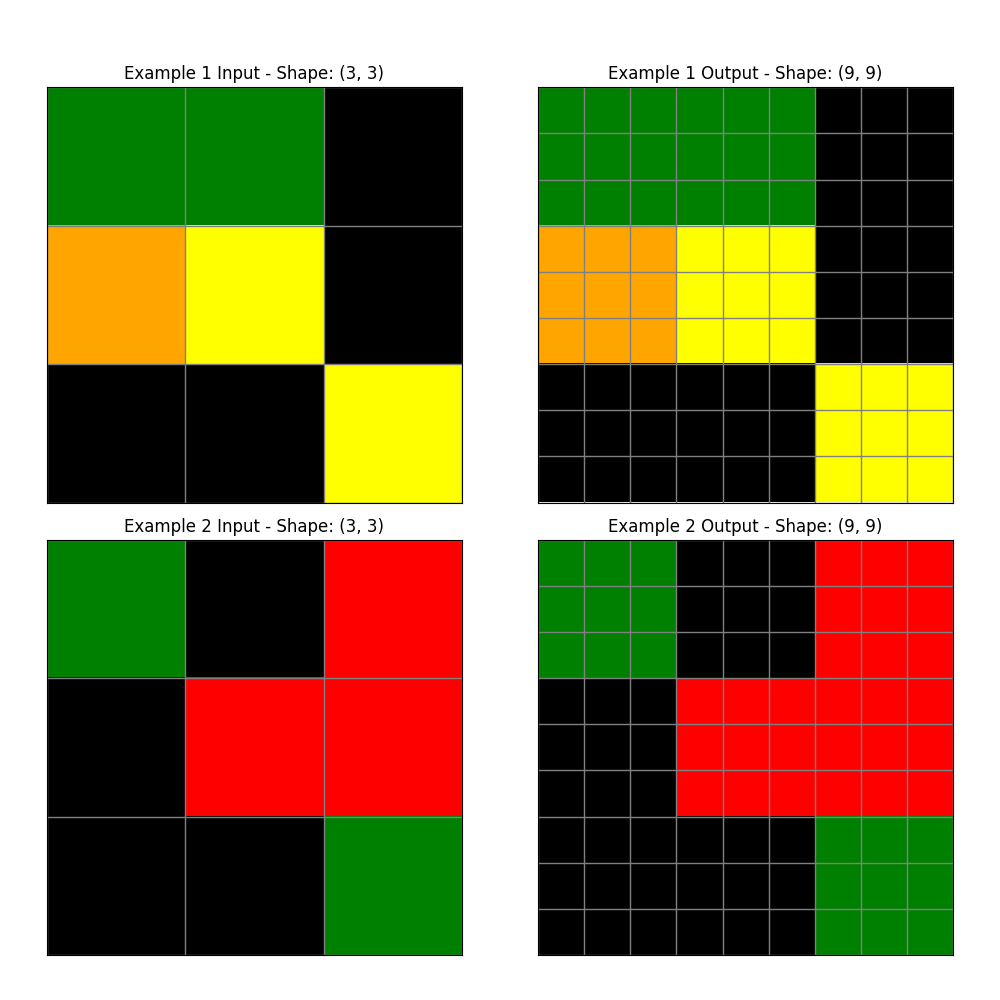 Example 1 Input - Shape: (3, 3)
Example 1 Output - Shape: (9, 9)
Example 2 Input - Shape: (3, 3)
Example 2 Output - Shape: (9, 9)